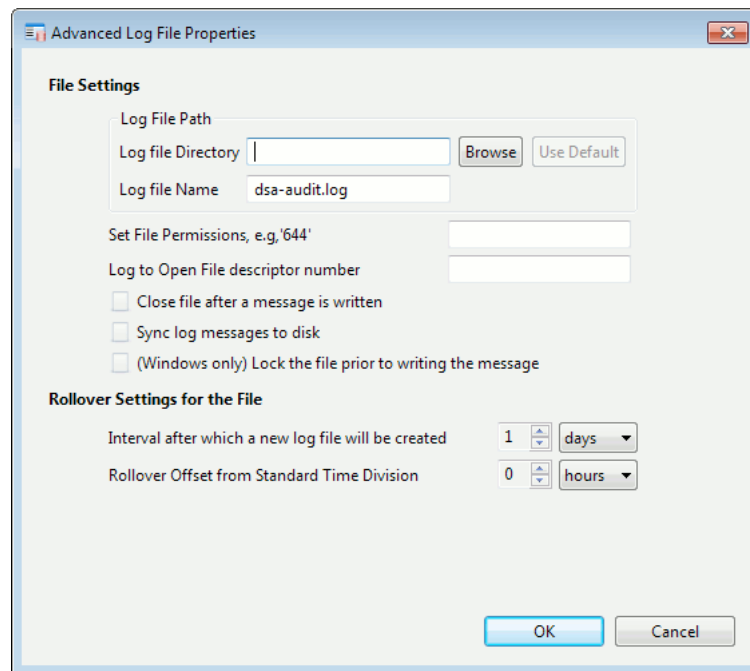 Advanced Log File Properties
File Settings
Log File Path
Log file Directory Browse Use Default
Log file Name dsa-audit.log
Set File Permissions, e.g,'644'
Log to Open File descriptor number
Close file after a message is written
Sync log messages to disk
(Windows only) Lock the file prior to writing the message
Rollover Settings for the File
Interval after which a new log file will be created 1 days
Rollover Offset from Standard Time Division 0 hours
OK Cancel